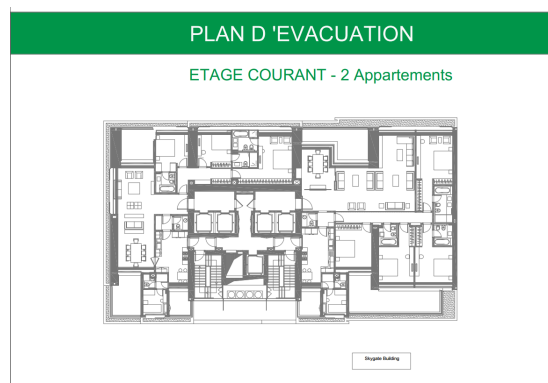 PLAN D 'EVACUATION
ETAGE COURANT - 2 Appartements
Skygate Building